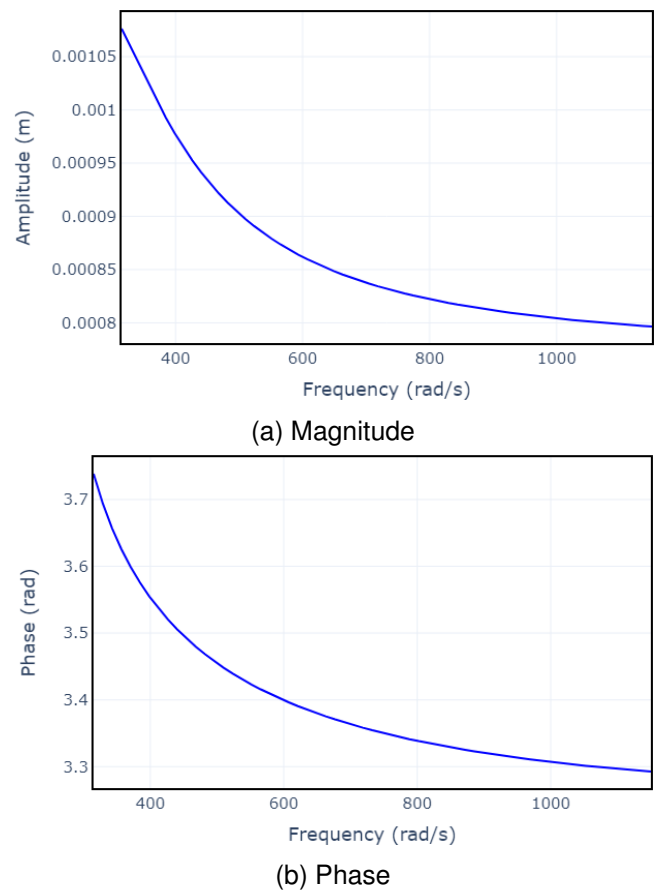 0.00105
0.001
0.00095
0.0009
0.00085
0.0008
Amplitude (m)
400 600 800 1000
Frequency (rad/s)
(a) Magnitude
3.7
3.6
3.5
3.4
3.3
Phase (rad)
400 600 800 1000
Frequency (rad/s)
(b) Phase